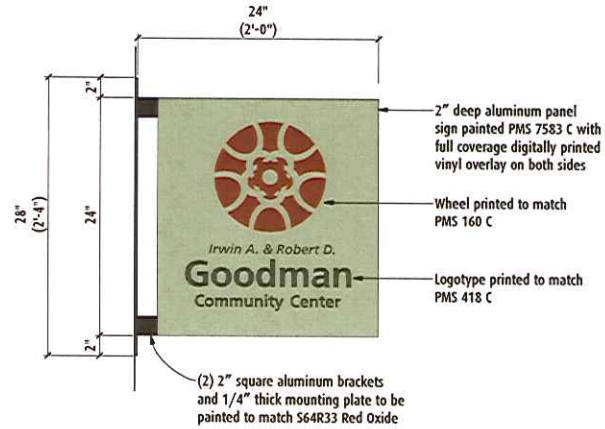 24"
(2'-0")
2"
28"
(2'-4")
24"
2"
2" deep aluminum panel
sign painted PMS 7583 C with
full coverage digitally printed
vinyl overlay on both sides
Wheel printed to match
PMS 160 C
Irwin A. & Robert D.
Goodman
Community Center
Logotype printed to match
PMS 418 C
(2) 2" square aluminum brackets
and 1/4" thick mounting plate to be
painted to match S64R33 Red Oxide